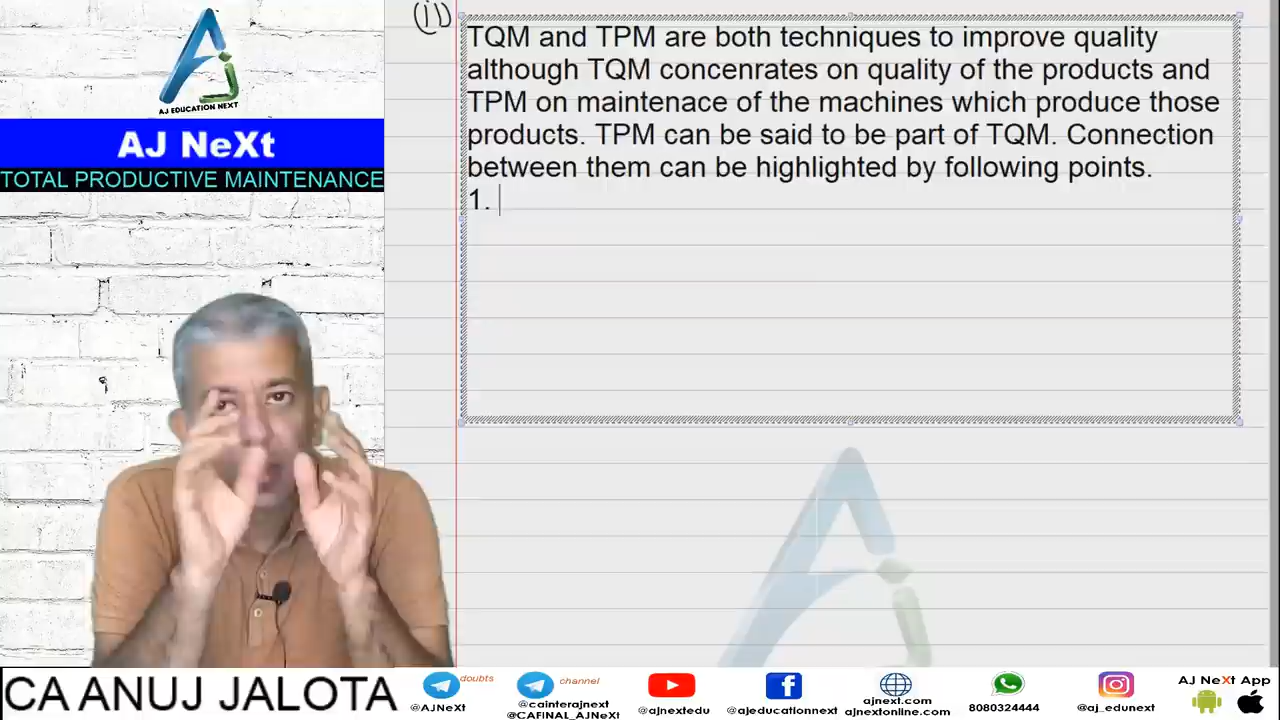 AJ EDUCATION NEXT
AJ NeXt
TOTAL PRODUCTIVE MAINTENANCE
(ii)
TQM and TPM are both techniques to improve quality
although TQM concenrates on quality of the products and
TPM on mainrenace of the machines which produce those
products. TPM can be said to be part of TQM. Connection
between them can be highlighted by following points.
1.
CA ANUJ JALOTA
doubts
@AJNeXt
channel
@cainterajnext
@CAFINAL_AJNeXt
@ajnextedu
@ajeducationnext
ajnext.com
ajnextonline.com
8080324444
@aj_edunext
AJ NeXt App